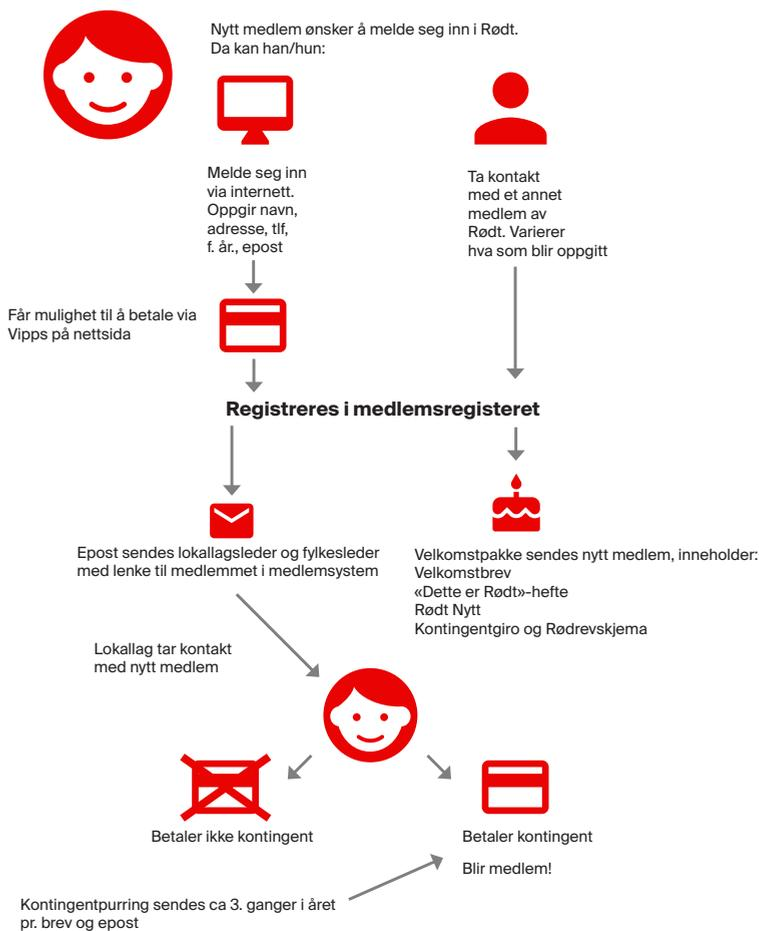 Nytt medlem ønsker å melde seg inn i Rødt.
Da kan han/hun:
Melde seg inn
via internett.
Oppgir navn,
adresse, tlf,
f. år., epost
Ta kontakt
med et annet
medlem av
Rødt. Varierer
hva som blir oppgitt
Får mulighet til å betale via
Vipps på nettsida
Registreres i medlemsregisteret
Epost sendes lokallagsleder og fylkesleder
med lenke til medlemmet i medlemsystem
Velkomstpakke sendes nytt medlem, inneholder:
Velkomstbrev
«Dette er Rødt»-hefte
Rødt Nytt
Kontingentgiro og Rødrevskjema
Lokallag tar kontakt
med nytt medlem
Betaler ikke kontingent
Betaler kontingent
Blir medlem!
Kontingentpurring sendes ca 3. ganger i året
pr. brev og epost